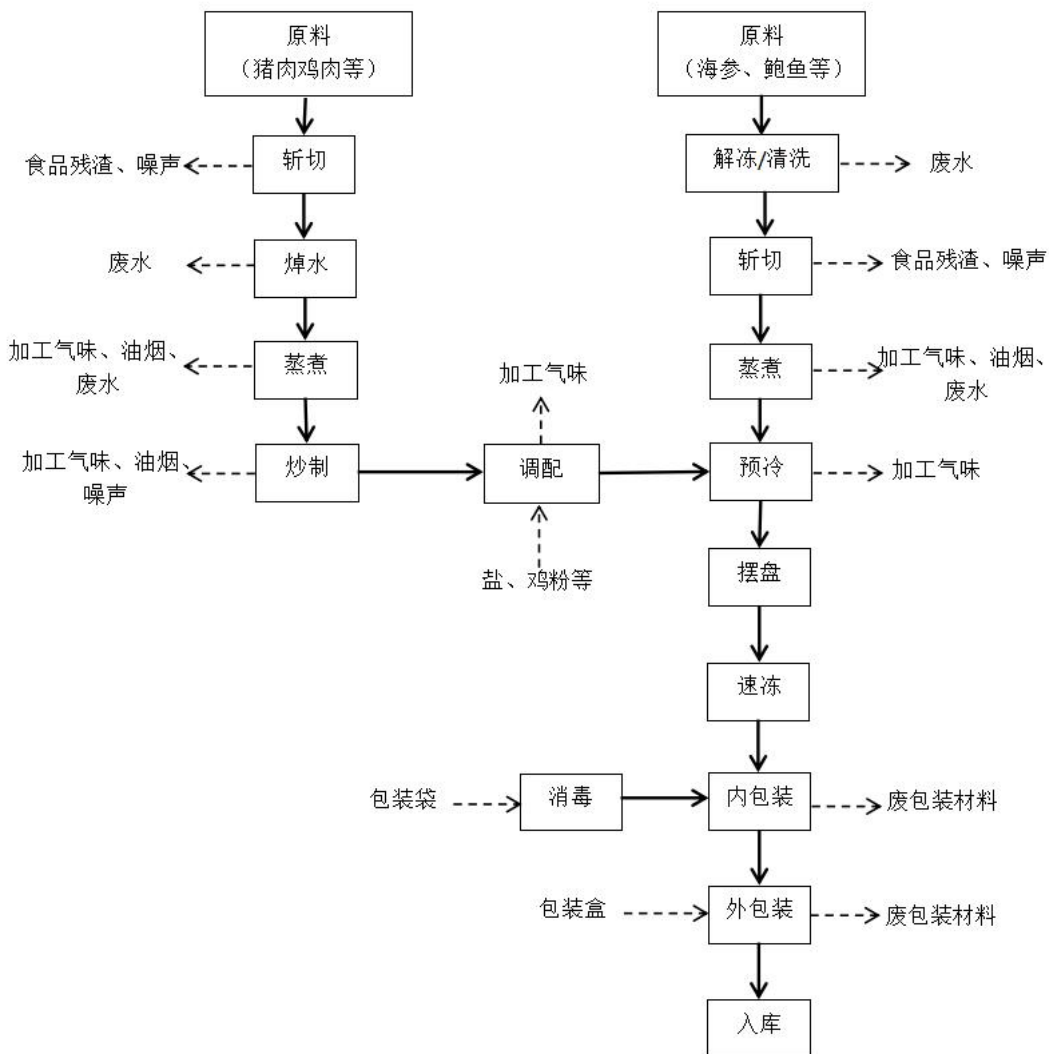 原料
（猪肉鸡肉等）
原料
（海参、鲍鱼等）
食品残渣、噪声
斩切
解冻/清洗
废水
废水
焯水
斩切
食品残渣、噪声
加工气味、油烟、
废水
蒸煮
加工气味
蒸煮
加工气味、油烟、
废水
加工气味、油烟、
噪声
炒制
调配
预冷
加工气味
盐、鸡粉等
摆盘
速冻
包装袋
消毒
内包装
废包装材料
包装盒
外包装
废包装材料
入库